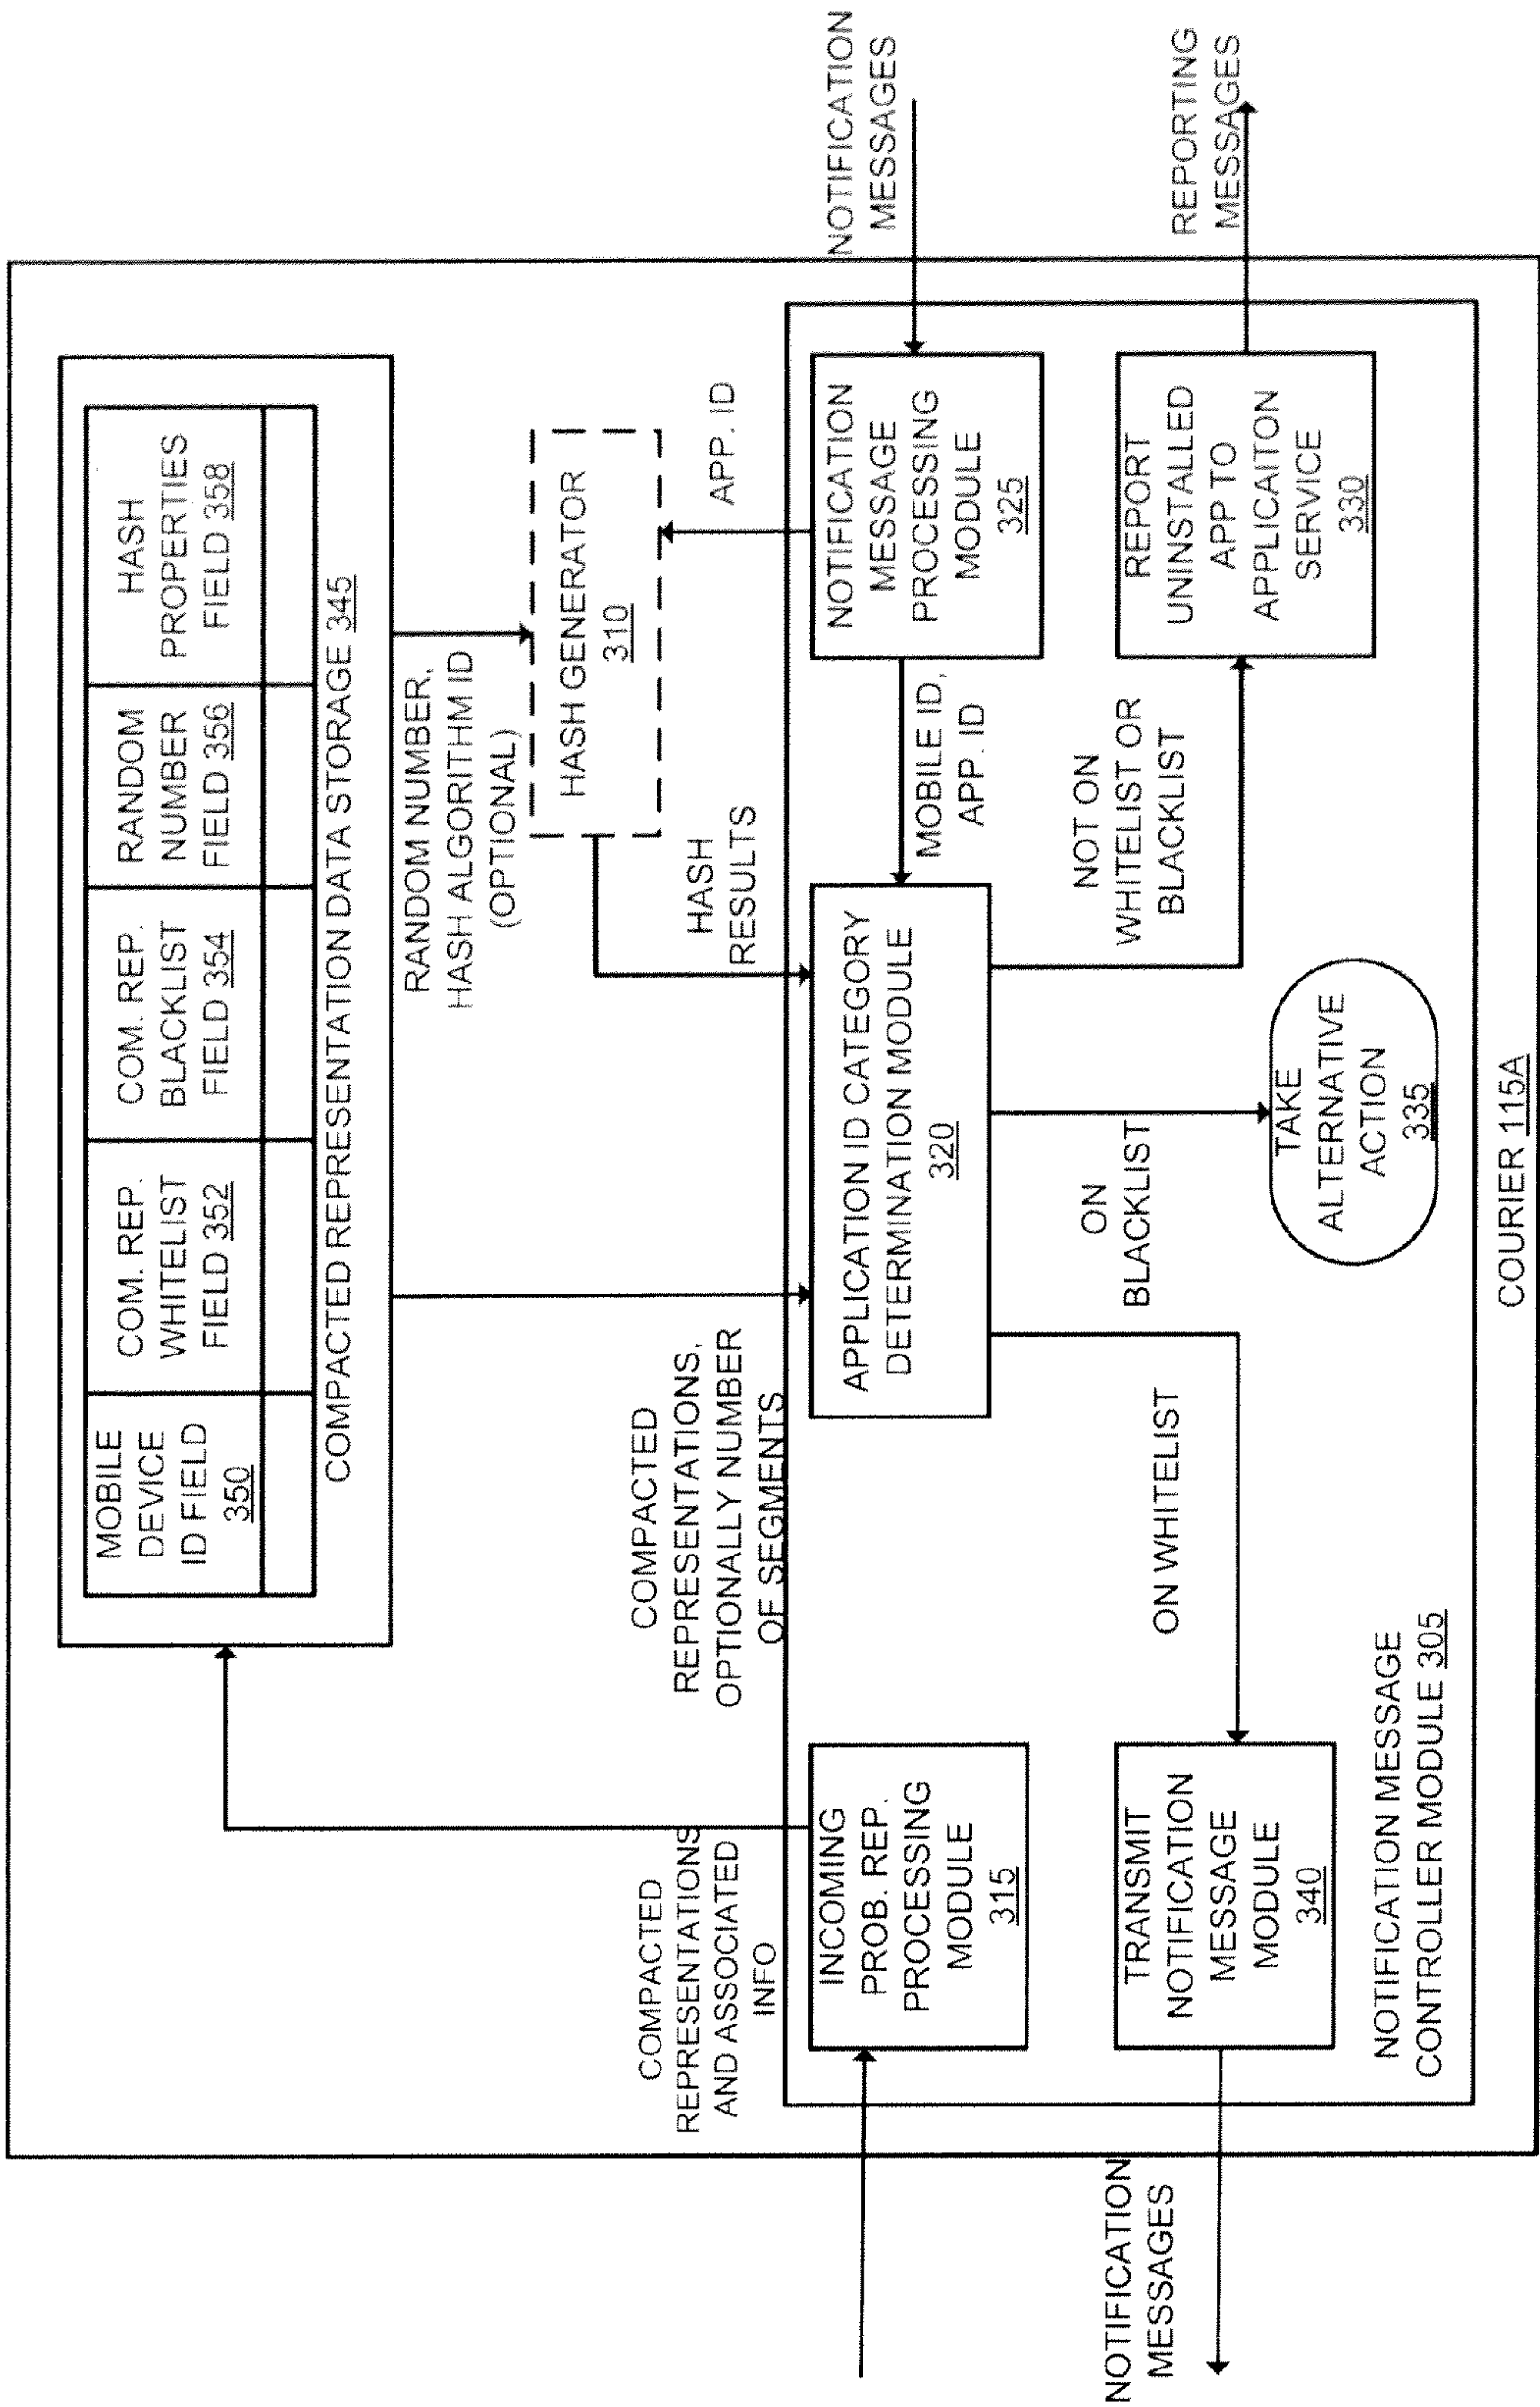 MOBILE
DEVICE
ID FIELD
350
COM. REP.
WHITELIST
FIELD 352
COM. REP.
BLACKLIST
FIELD 354
RANDOM
NUMBER
FIELD 356
HASH
PROPERTIES
FIELD 358
COMPACTED REPRESENTATION DATA STORAGE 345
RANDOM NUMBER,
HASH ALGORITHM ID
(OPTIONAL)
HASH GENERATOR
310
APP. ID
HASH
RESULTS
COMPACTED
REPRESENTATIONS,
OPTIONALLY NUMBER
OF SEGMENTS
COMPACTED
REPRESENTATIONS
AND ASSOCIATED
INFO
INCOMING
PROB. REP.
PROCESSING
MODULE
315
APPLICATION ID CATEGORY
DETERMINATION MODULE
320
MOBILE ID,
APP. ID
NOTIFICATION
MESSAGE
PROCESSING
MODULE
325
NOTIFICATION
MESSAGES
TRANSMIT
NOTIFICATION
MESSAGE
MODULE
340
ON WHITELIST
ON
BLACKLIST
NOT ON
WHITELIST OR
BLACKLIST
REPORT
UNINSTALLED
APP TO
APPLICAITON
SERVICE
330
REPORTING
MESSAGES
NOTIFICATION
MESSAGES
TAKE
ALTERNATIVE
ACTION
335
NOTIFICATION MESSAGE
CONTROLLER MODULE 305
COURIER 115A